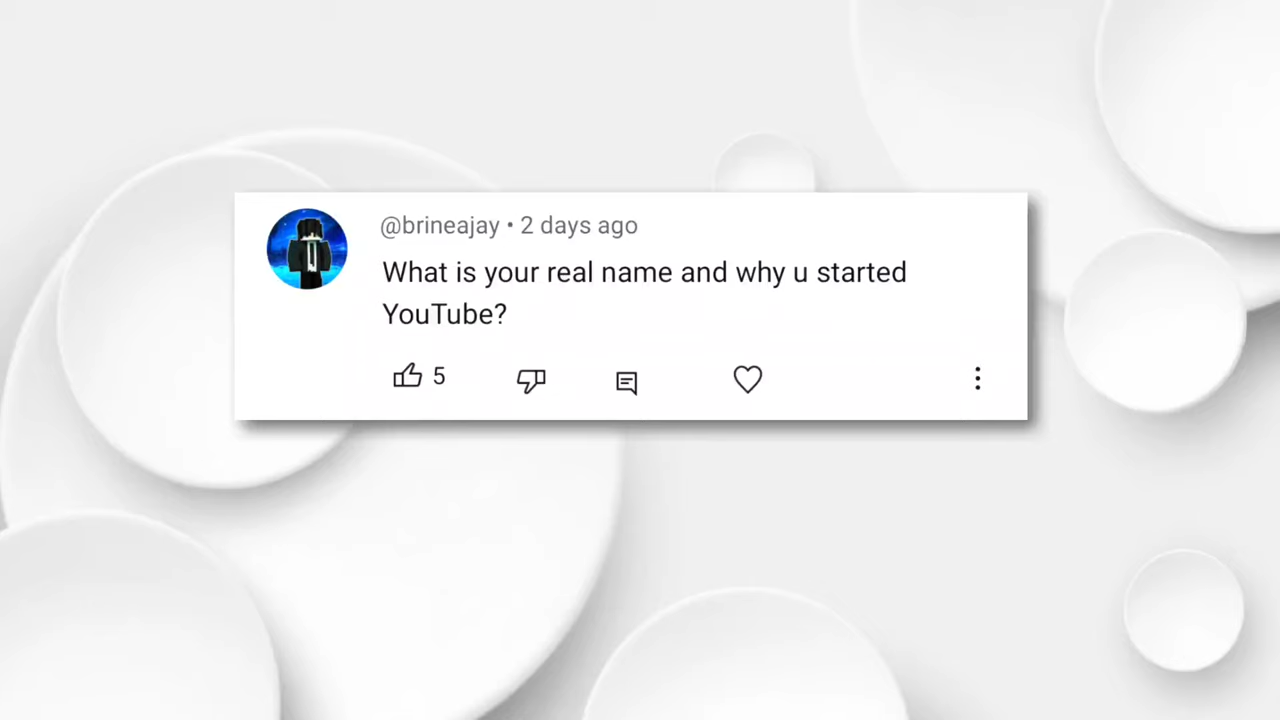 @brineajay • 2 days ago
What is your real name and why u started
YouTube?
5